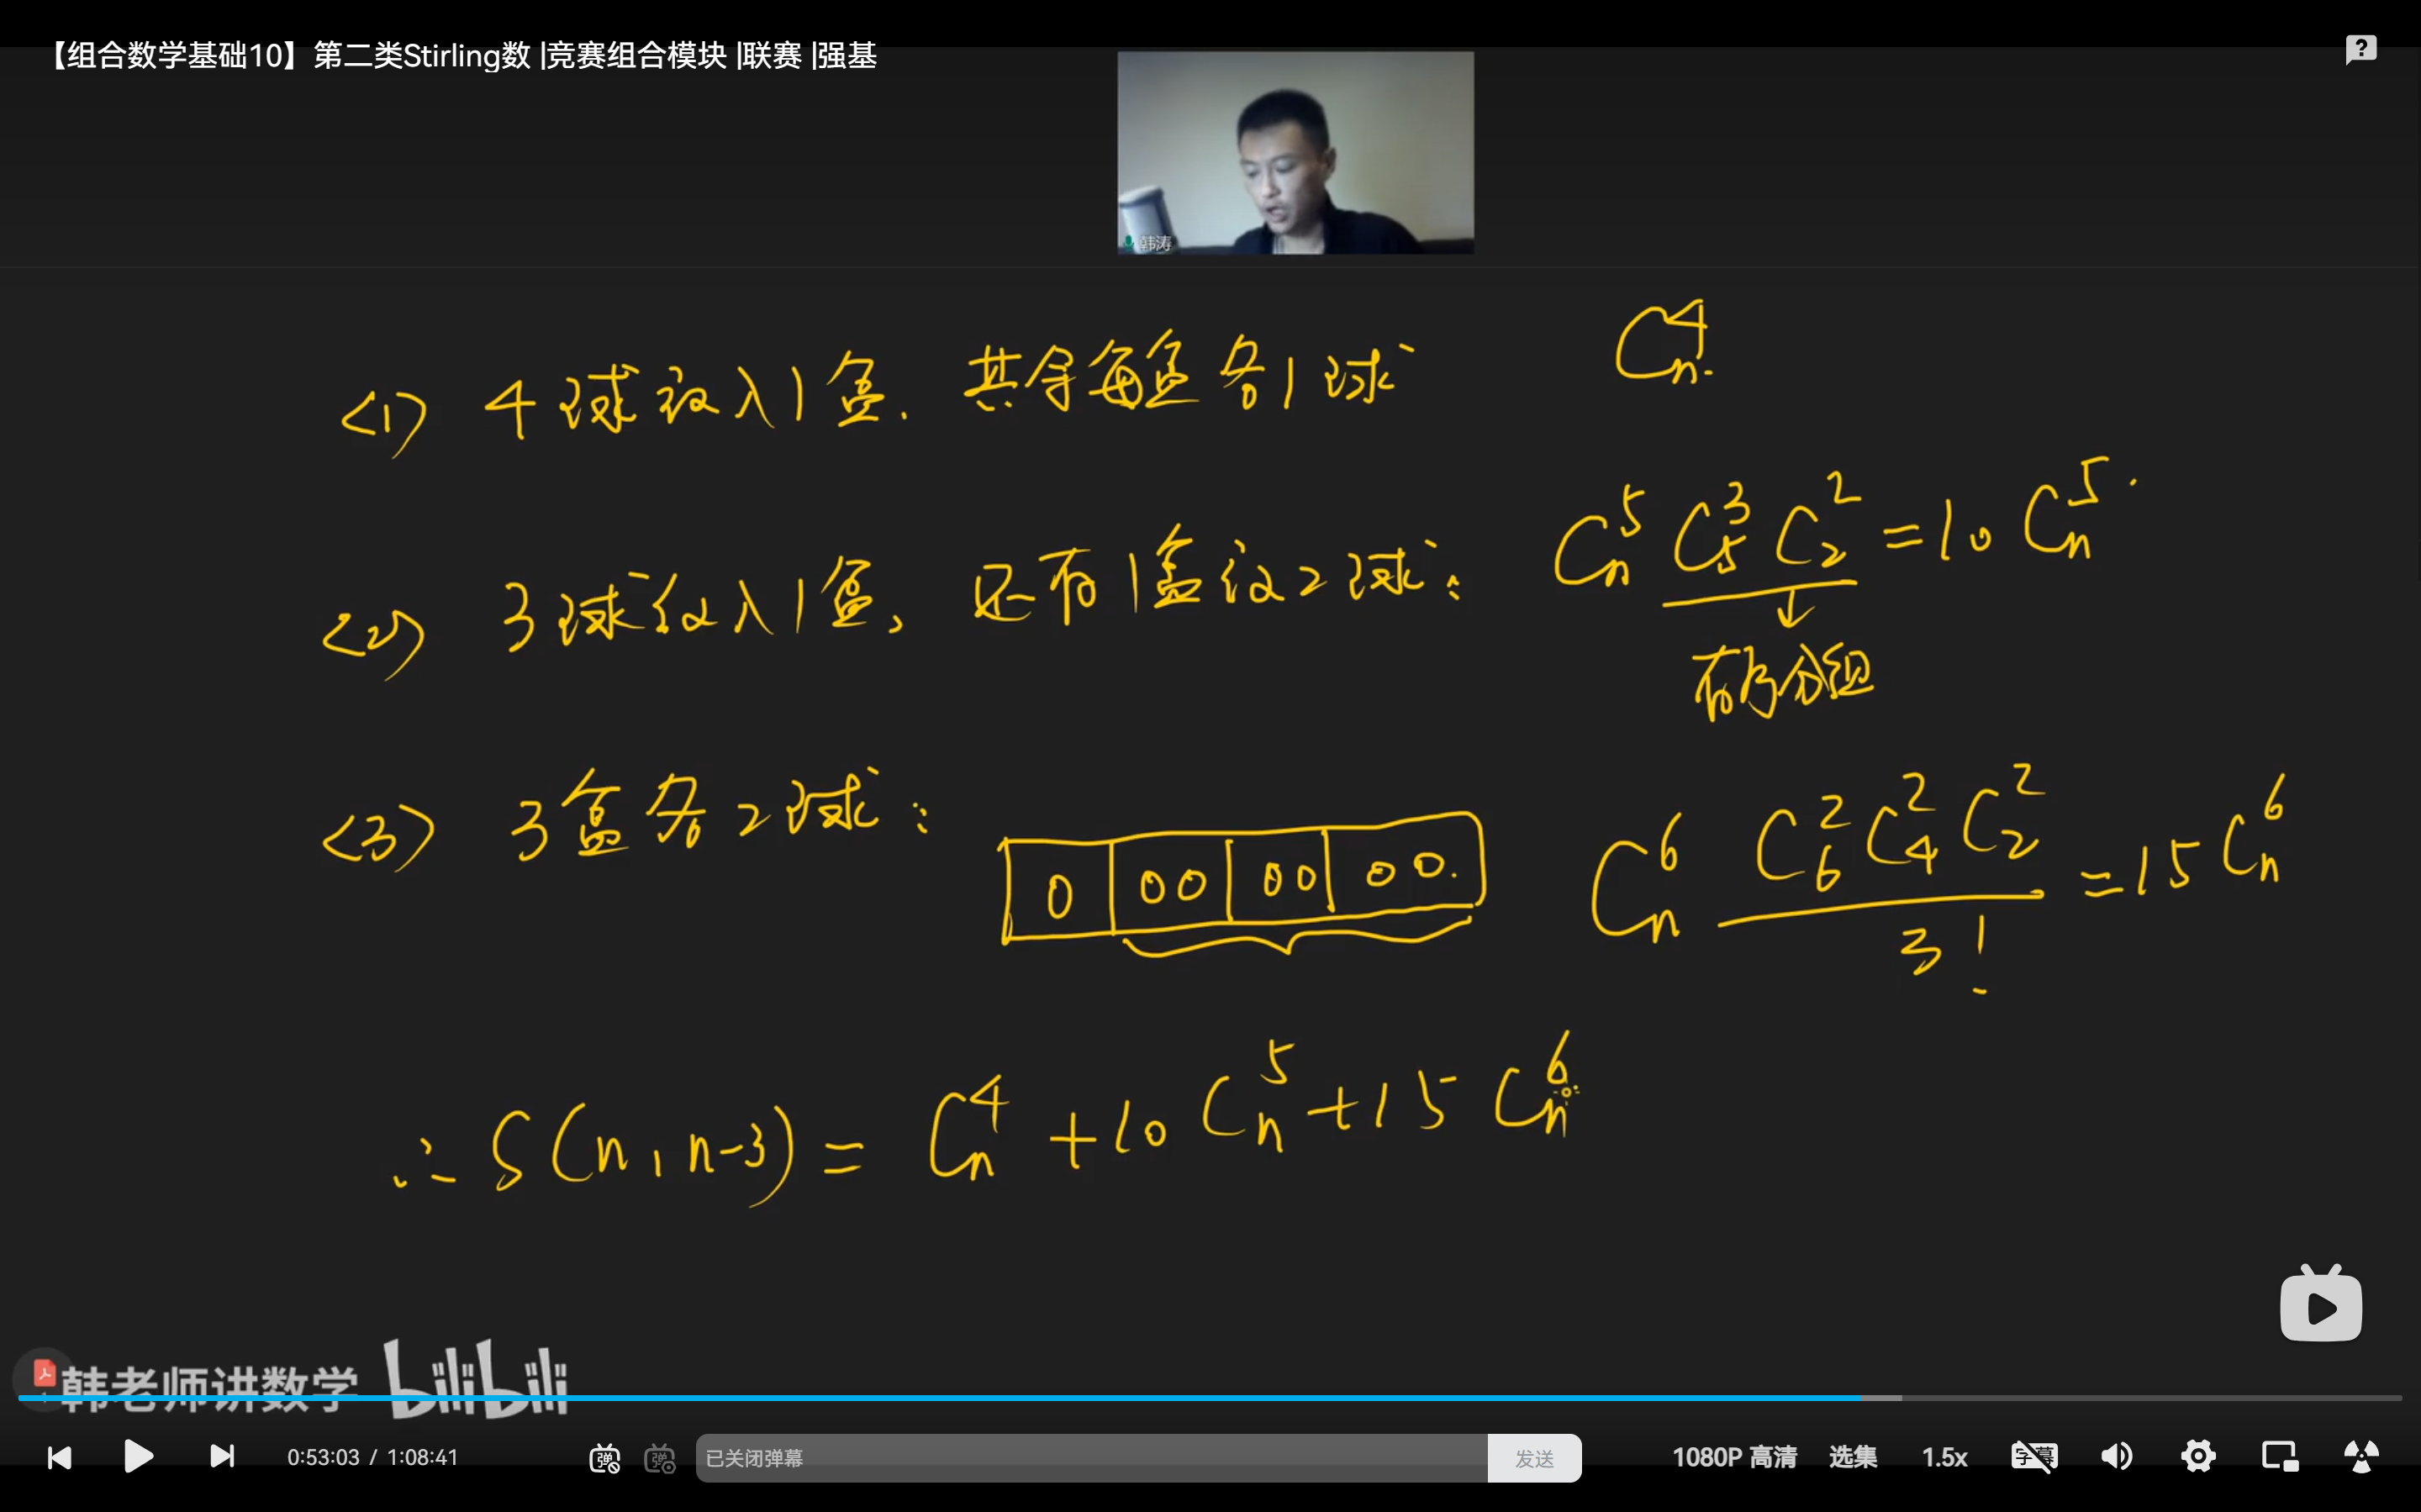 【组合数学基础10】第二类Stirling数 |竞赛组合模块 |联赛 |强基
韩涛
<1> 4球放入1盒. 其余每盒各1球 C_n^4.
<2> 3球放入1盒, 还有1盒放2球: C_n^5 C_5^3 C_2^2 = 10 C_n^5.
↓
有码分组
<3> 3盒各2球: 0 | 00 | 00 | 00. C_n^6 C_6^2 C_4^2 C_2^2 / 3! = 15 C_n^6
∴ S(n, n-3) = C_n^4 + 10 C_n^5 + 15 C_n^6
韩老师讲数学 bilibili
0:53:03 / 1:08:41 弹 弹 已关闭弹幕 发送 1080P 高清 选集 1.5x 字幕